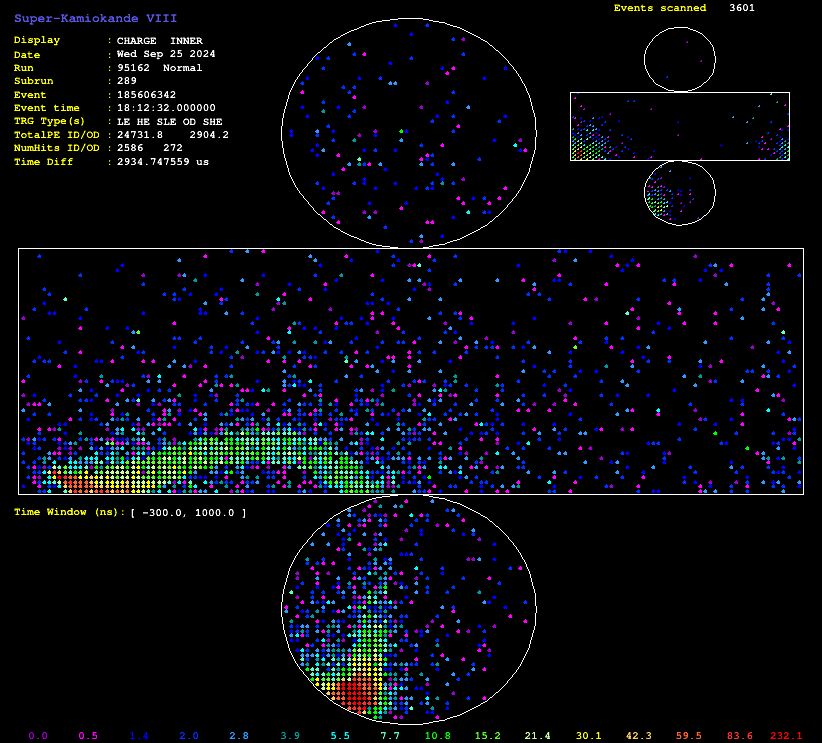 Super-Kamiokande VIII
Events scanned 3601
Display : CHARGE INNER
Date : Wed Sep 25 2024
Run : 95162 Normal
Subrun : 289
Event : 185606342
Event time : 18:12:32.000000
TRG Type(s) : LE HE SLE OD SHE
TotalPE ID/OD : 24731.8 2904.2
NumHits ID/OD : 2586 272
Time Diff : 2934.747559 us
Time Window (ns): [ -300.0, 1000.0 ]
0.0 0.5 1.4 2.0 2.8 3.9 5.5 7.7 10.8 15.2 21.4 30.1 42.3 59.5 83.6 232.1